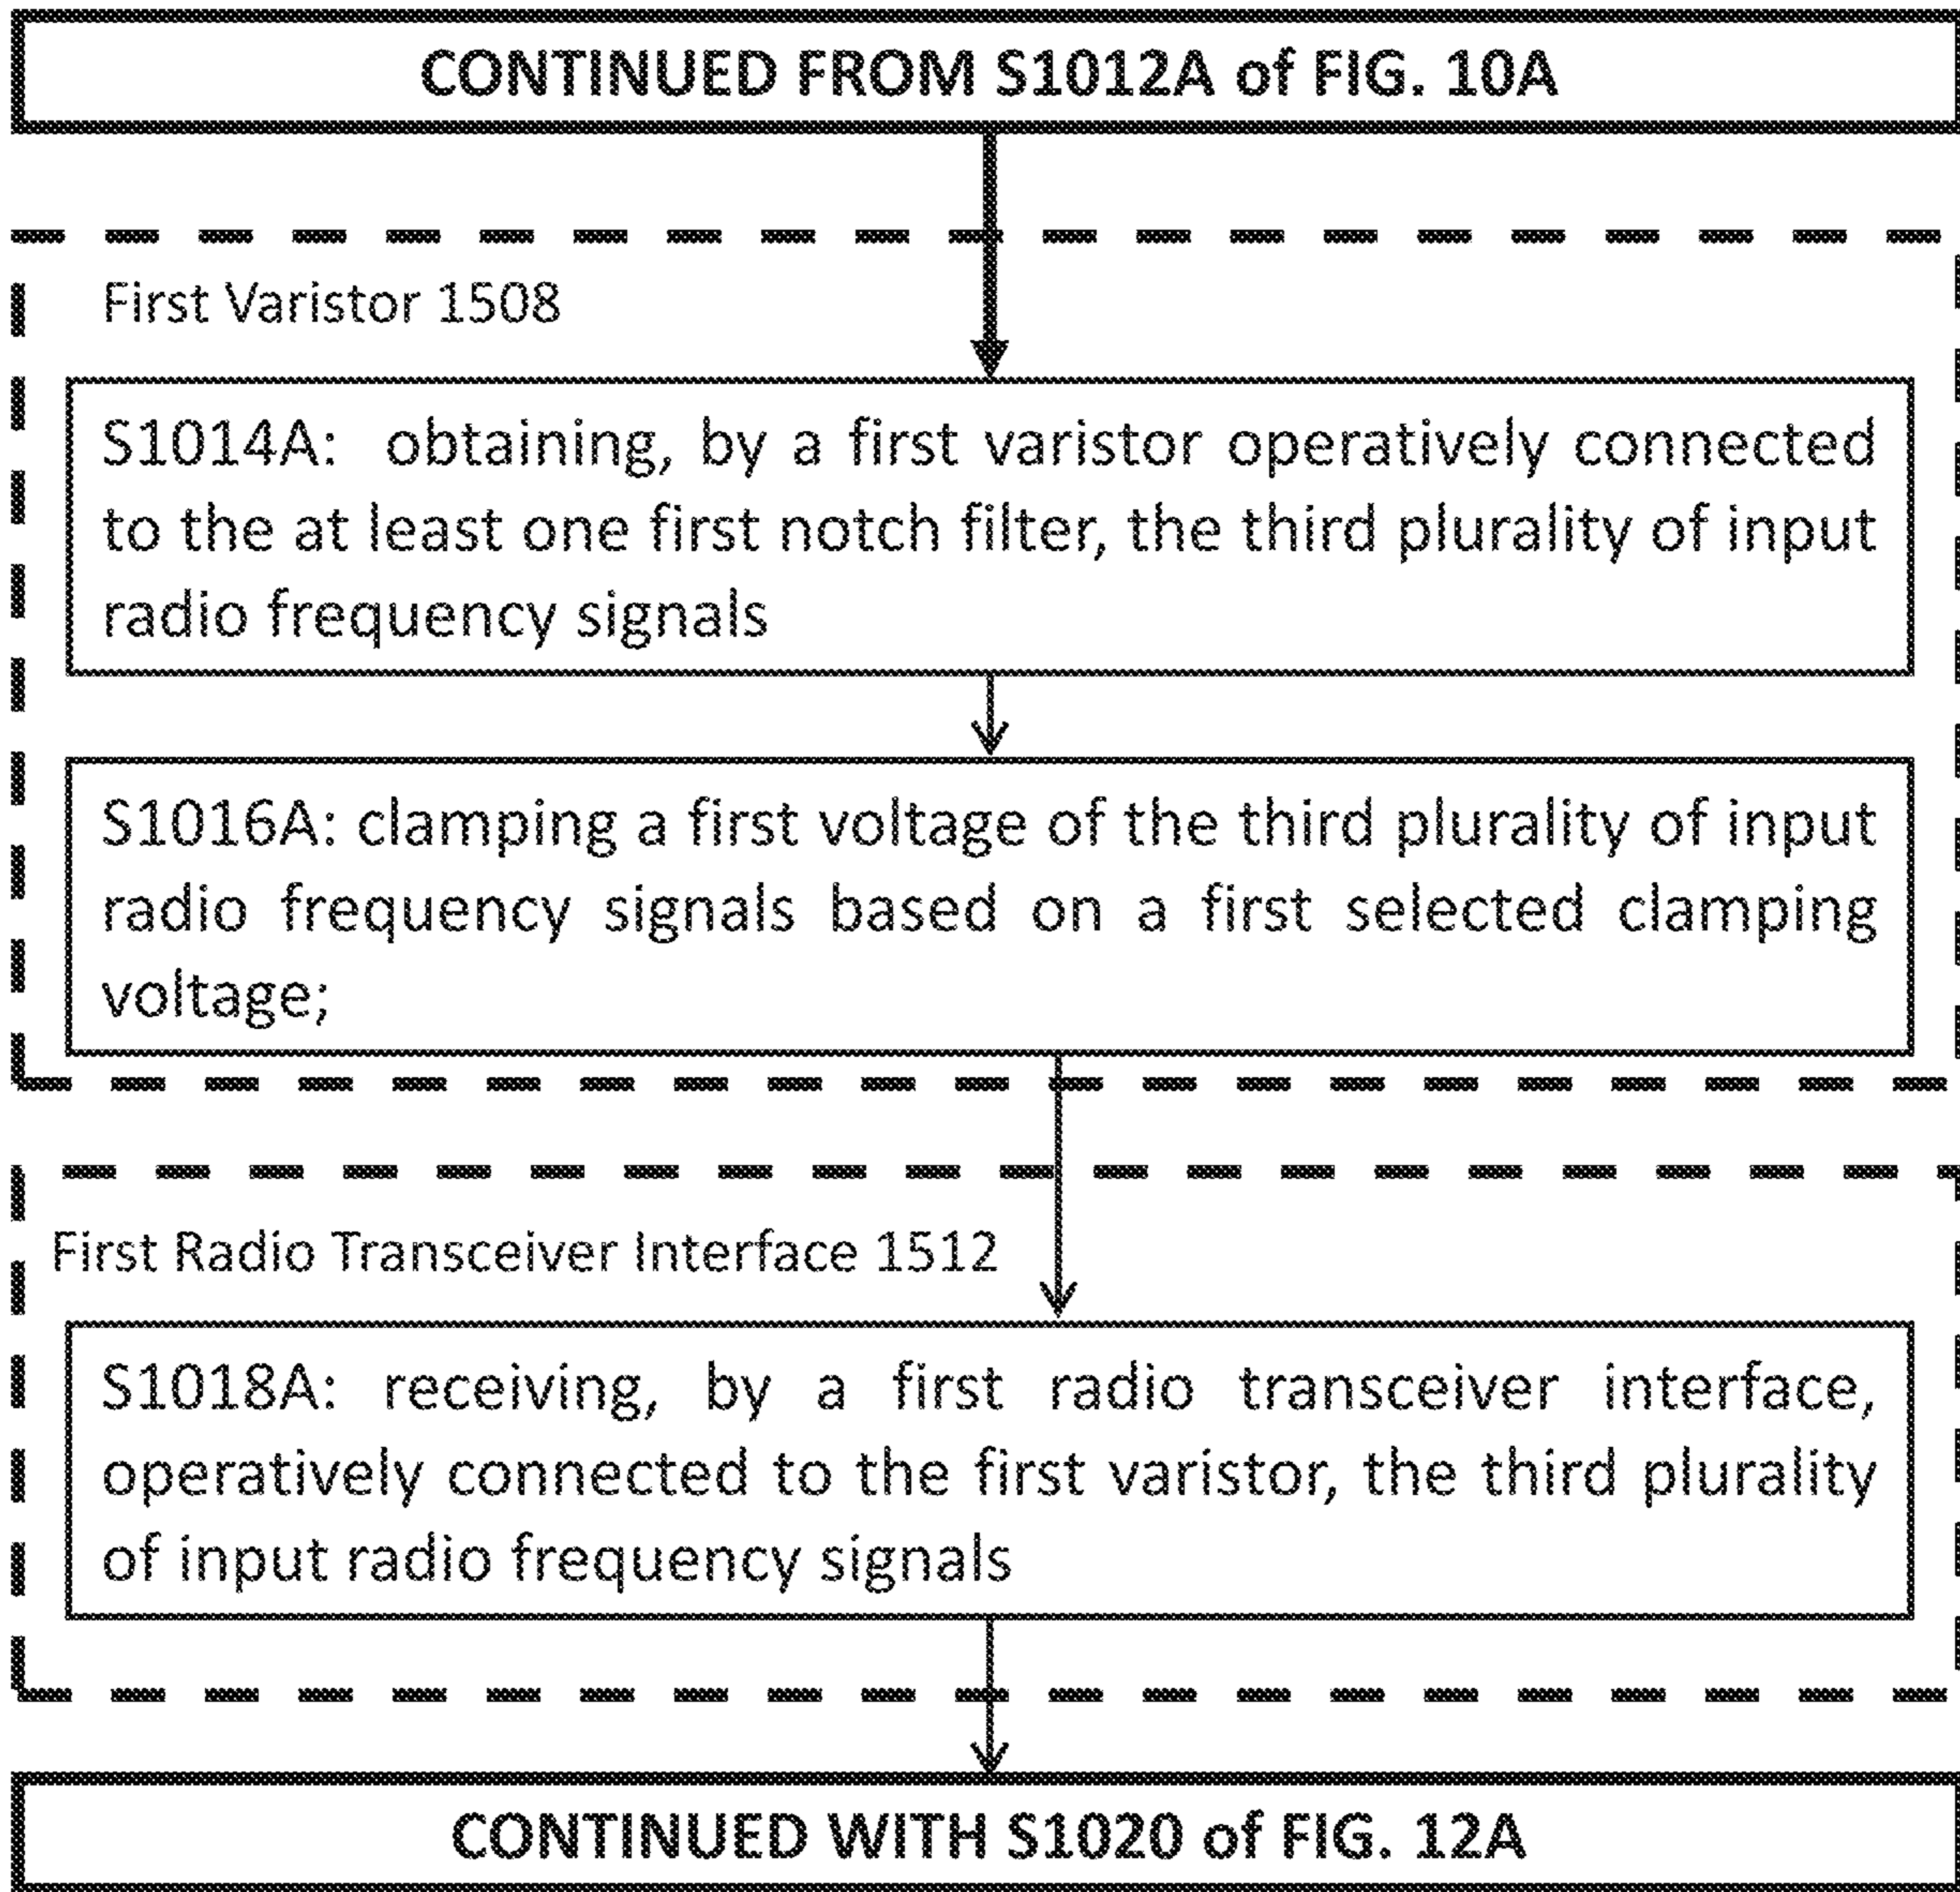 CONTINUED FROM S1012A of FIG. 10A
First Varistor 1508
S1014A: obtaining, by a first varistor operatively connected
to the at least one first notch filter, the third plurality of input
radio frequency signals
S1016A: clamping a first voltage of the third plurality of input
radio frequency signals based on a first selected clamping
voltage;
First Radio Transceiver Interface 1512
S1018A: receiving, by a first radio transceiver interface,
operatively connected to the first varistor, the third plurality
of input radio frequency signals
CONTINUED WITH S1020 of FIG. 12A